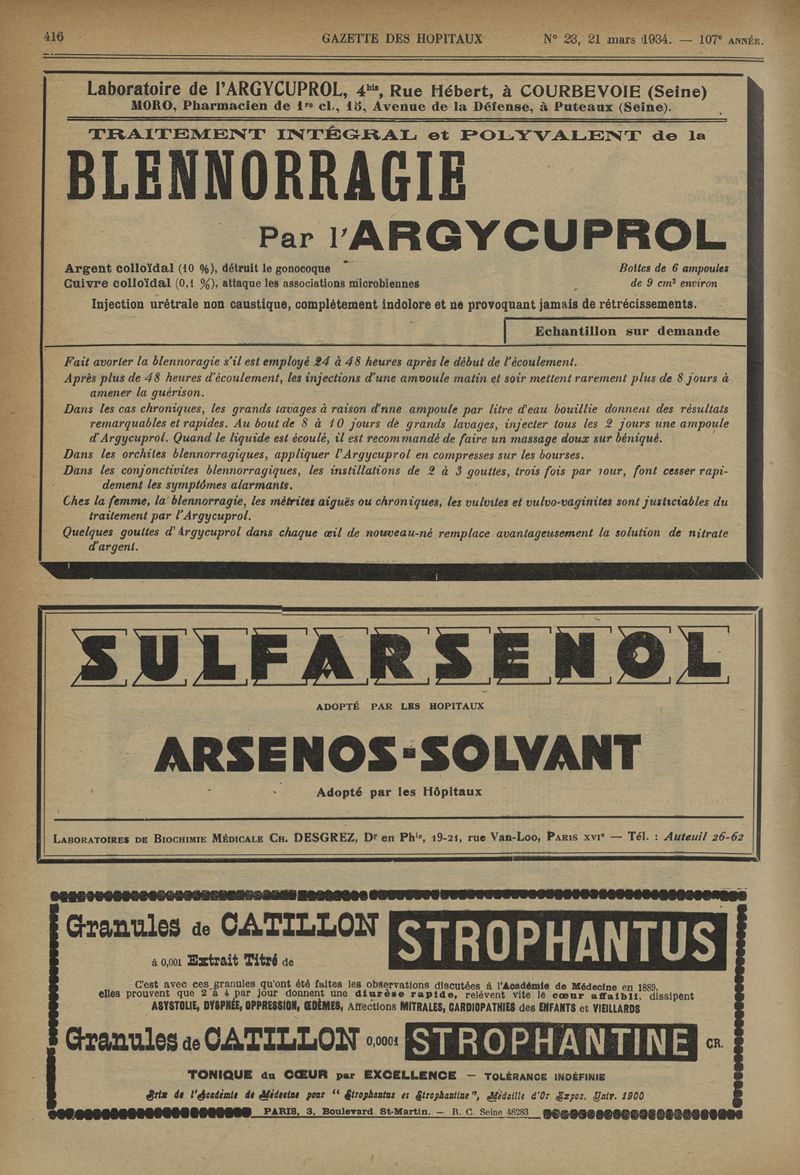 416
GAZETTE DES HOPITAUX
N° 23, 21 mars 1934. — 107e ANNÉE.
Laboratoire de l'ARGYCUPROL, 4bis, Rue Hébert, à COURBEVOIE (Seine)
MORO, Pharmacien de 1re cl., 15, Avenue de la Défense, à Puteaux (Seine).
TRAITEMENT INTÉGRAL et POLYVALENT de la
BLENNORRAGIE
Par l'ARGYCUPROL
Argent colloïdal (10 %), détruit le gonocoque
Cuivre colloïdal (0,1 %), attaque les associations microbiennes
Boîtes de 6 ampoules
de 9 cm3 environ
Injection urétrale non caustique, complètement indolore et ne provoquant jamais de rétrécissements.
Echantillon sur demande
Fait avorter la blennoragie s'il est employé 24 à 48 heures après le début de l'écoulement.
Après plus de 48 heures d'écoulement, les injections d'une amvoule matin et soir mettent rarement plus de 8 jours à
amener la guérison.
Dans les cas chroniques, les grands lavages à raison d'nne ampoule par litre d'eau bouillie donnent des résultats
remarquables et rapides. Au bout de 8 à 10 jours de grands lavages, injecter tous les 2 jours une ampoule
d'Argycuprol. Quand le liquide est écoulé, il est recommandé de faire un massage doux sur béniqué.
Dans les orchites blennorragiques, appliquer l'Argycuprol en compresses sur les bourses.
Dans les conjonctivites blennorragiques, les instillations de 2 à 3 gouttes, trois fois par jour, font cesser rapi-
dement les symptômes alarmants.
Chez la femme, la blennorragie, les métrites aiguës ou chroniques, les vulvites et vulvo-vaginites sont justiciables du
traitement par l'Argycuprol.
Quelques gouttes d'Argycuprol dans chaque œil de nouveau-né remplace avantageusement la solution de nitrate
d'argent.
SULFARSENOL
ADOPTÉ PAR LES HOPITAUX
ARSENOS-SOLVANT
Adopté par les Hôpitaux
LABORATOIRES DE BIOCHIMIE MÉDICALE CH. DESGREZ, Dr en Phie, 19-21, rue Van-Loo, PARIS XVIe — Tél. : Auteuil 26-62
Granules de CATILLON
à 0,001 Extrait Titré de
STROPHANTUS
C'est avec ces granules qu'ont été faites les observations discutées à l'Académie de Médecine en 1889.
elles prouvent que 2 à 4 par jour donnent une diurèse rapide, relèvent vite le cœur affaibli, dissipent
ASYSTOLIE, DYSPNÉE, OPPRESSION, ŒDÈMES, Affections MITRALES, CARDIOPATHIES des ENFANTS et VIEILLARDS
Granules de CATILLON 0,0001 STROPHANTINE CR.
TONIQUE du CŒUR par EXCELLENCE — TOLÉRANCE INDÉFINIE
Prix de l'Académie de Médecine pour "Strophantus et Strophantine", Médaille d'Or Expos. Univ. 1900
PARIS, 3, Boulevard St-Martin. — R. C. Seine 48283